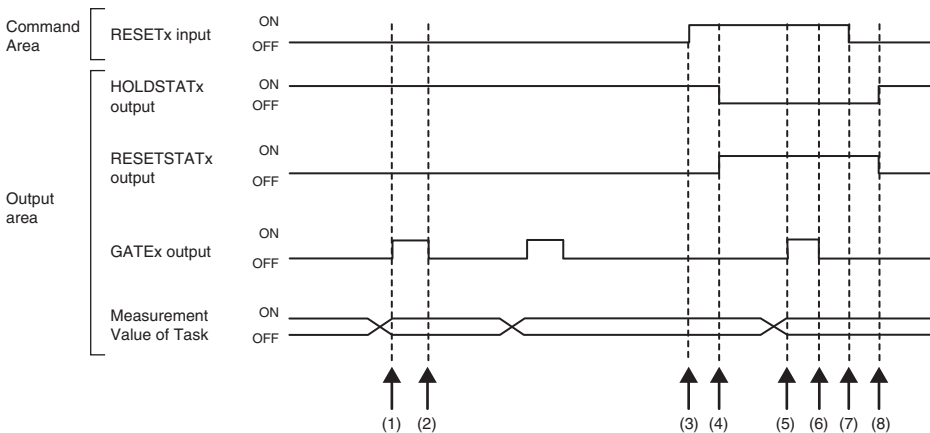 Command
Area
RESETx input
ON
OFF
Output
area
HOLDSTATx
output
ON
OFF
RESETSTATx
output
ON
OFF
GATEx output
ON
OFF
Measurement
Value of Task
ON
OFF
(1) (2) (3) (4) (5) (6) (7) (8)